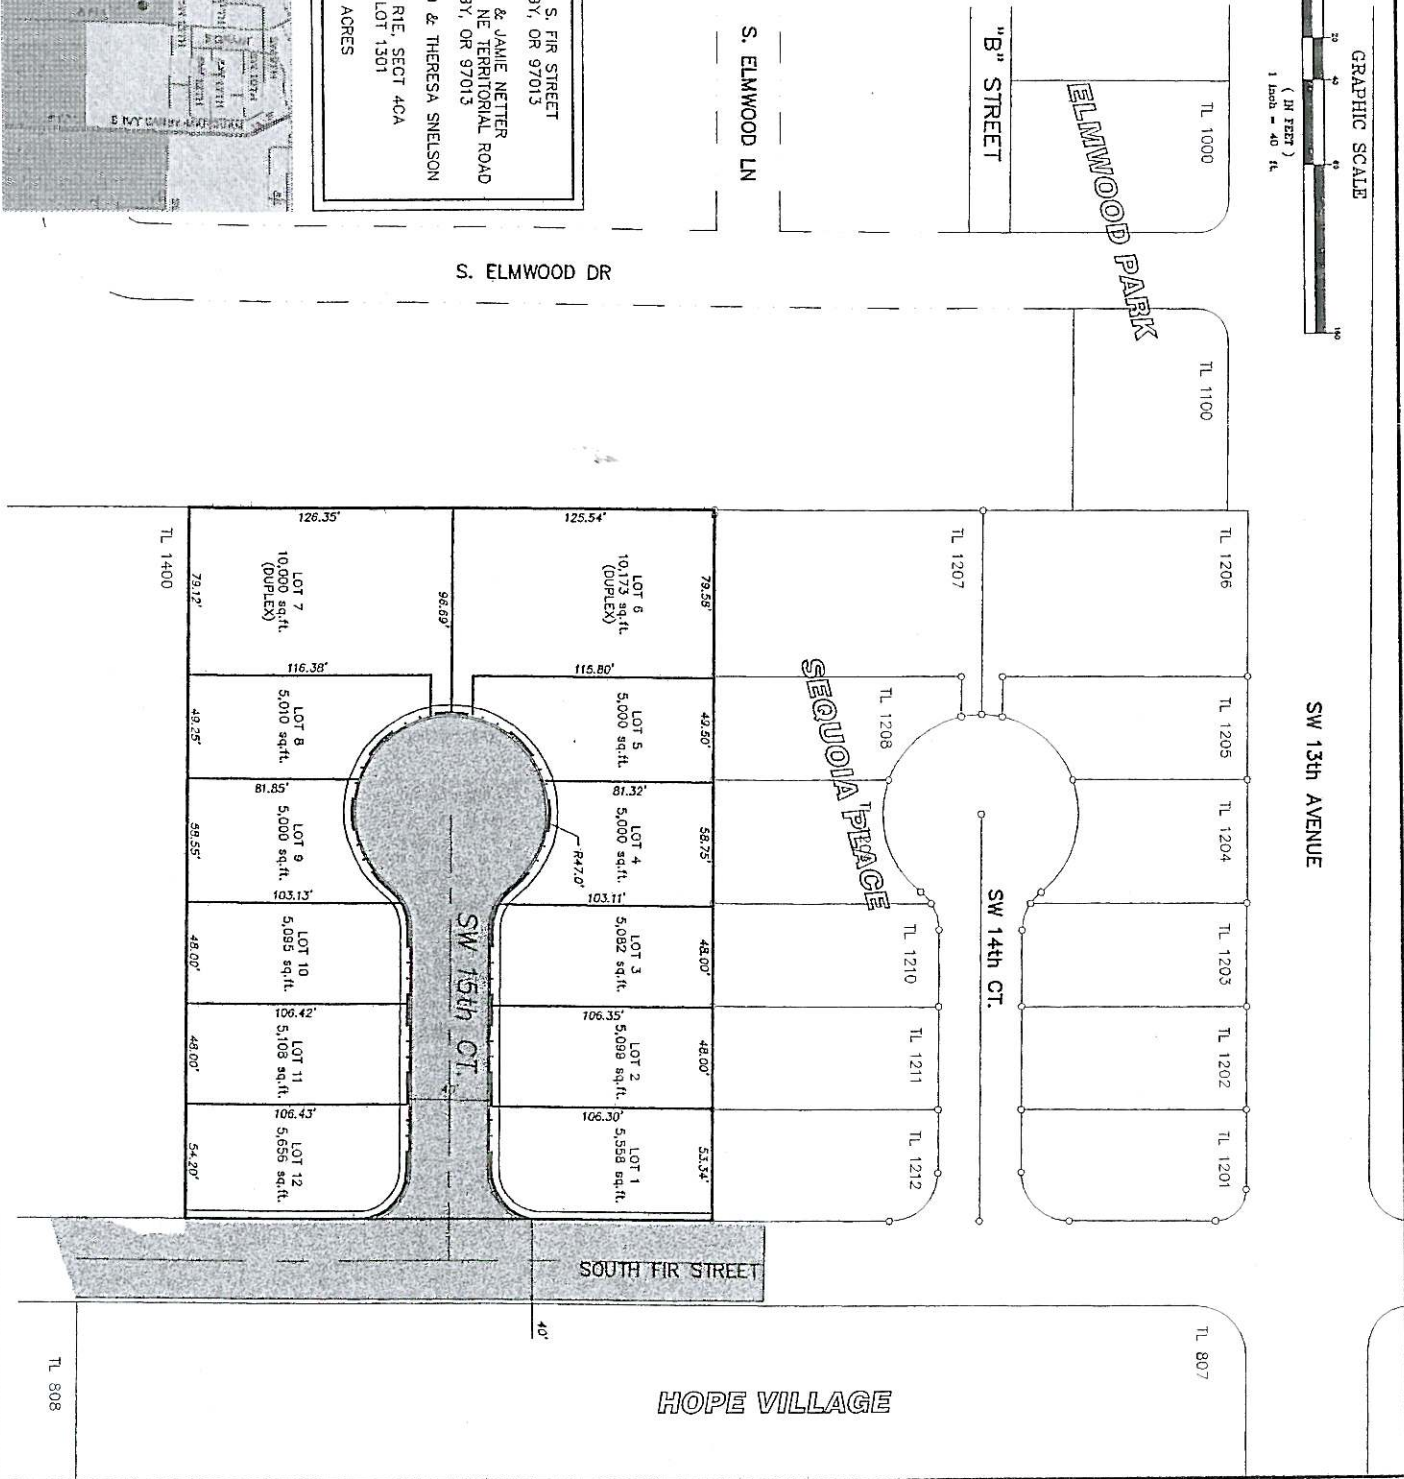 GRAPHIC SCALE
20
40
80
160
( IN FEET )
1 inch = 40 ft.
S. FIR STREET
BY, OR 97013
& JAMIE NETTER
NE TERRITORIAL ROAD
BY, OR 97013
& THERESA SNELSON
R1E, SECT 4CA
LOT 1301
ACRES
S. ELMWOOD LN
"B" STREET
ELMWOOD PARK
TL 1000
S. ELMWOOD DR
TL 1100
SW 13th AVENUE
TL 1206
TL 1205
TL 1204
TL 1203
TL 1202
TL 1201
SW 14th CT.
TL 1207
TL 1208
SEQUOIA PLACE
TL 1210
TL 1211
TL 1212
TL 1400
126.35'
125.54'
LOT 7
10,000 sq.ft.
(DUPLEX)
79.12'
98.69'
LOT 6
10,173 sq.ft.
(DUPLEX)
79.58'
116.38'
115.80'
LOT 8
5,010 sq.ft.
49.25'
LOT 5
5,000 sq.ft.
49.50'
81.85'
81.32'
LOT 9
5,000 sq.ft.
58.55'
LOT 4
5,000 sq.ft.
58.75'
R47.0'
103.13'
103.11'
LOT 10
5,095 sq.ft.
48.00'
LOT 3
5,082 sq.ft.
48.00'
SW 15th CT.
106.42'
106.35'
LOT 11
5,108 sq.ft.
48.00'
LOT 2
5,099 sq.ft.
48.00'
106.43'
106.30'
LOT 12
5,656 sq.ft.
54.20'
LOT 1
5,558 sq.ft.
53.34'
SOUTH FIR STREET
40'
TL 807
TL 808
HOPE VILLAGE